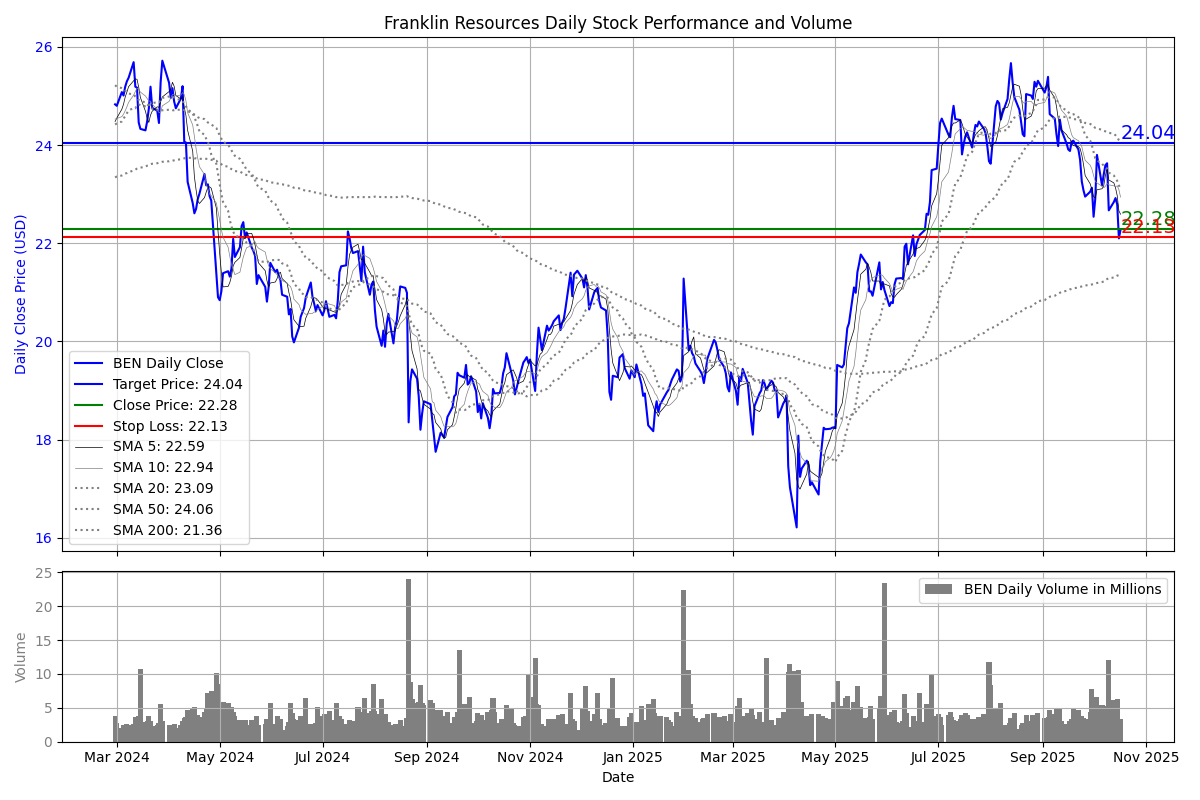 Franklin Resources Daily Stock Performance and Volume
Daily Close Price (USD)
26
24
22
20
18
16
24.04
22.28
22.13
BEN Daily Close
Target Price: 24.04
Close Price: 22.28
Stop Loss: 22.13
SMA 5: 22.59
SMA 10: 22.94
SMA 20: 23.09
SMA 50: 24.06
SMA 200: 21.36
Volume
25
20
15
10
5
0
BEN Daily Volume in Millions
Mar 2024
May 2024
Jul 2024
Sep 2024
Nov 2024
Jan 2025
Mar 2025
May 2025
Jul 2025
Sep 2025
Nov 2025
Date